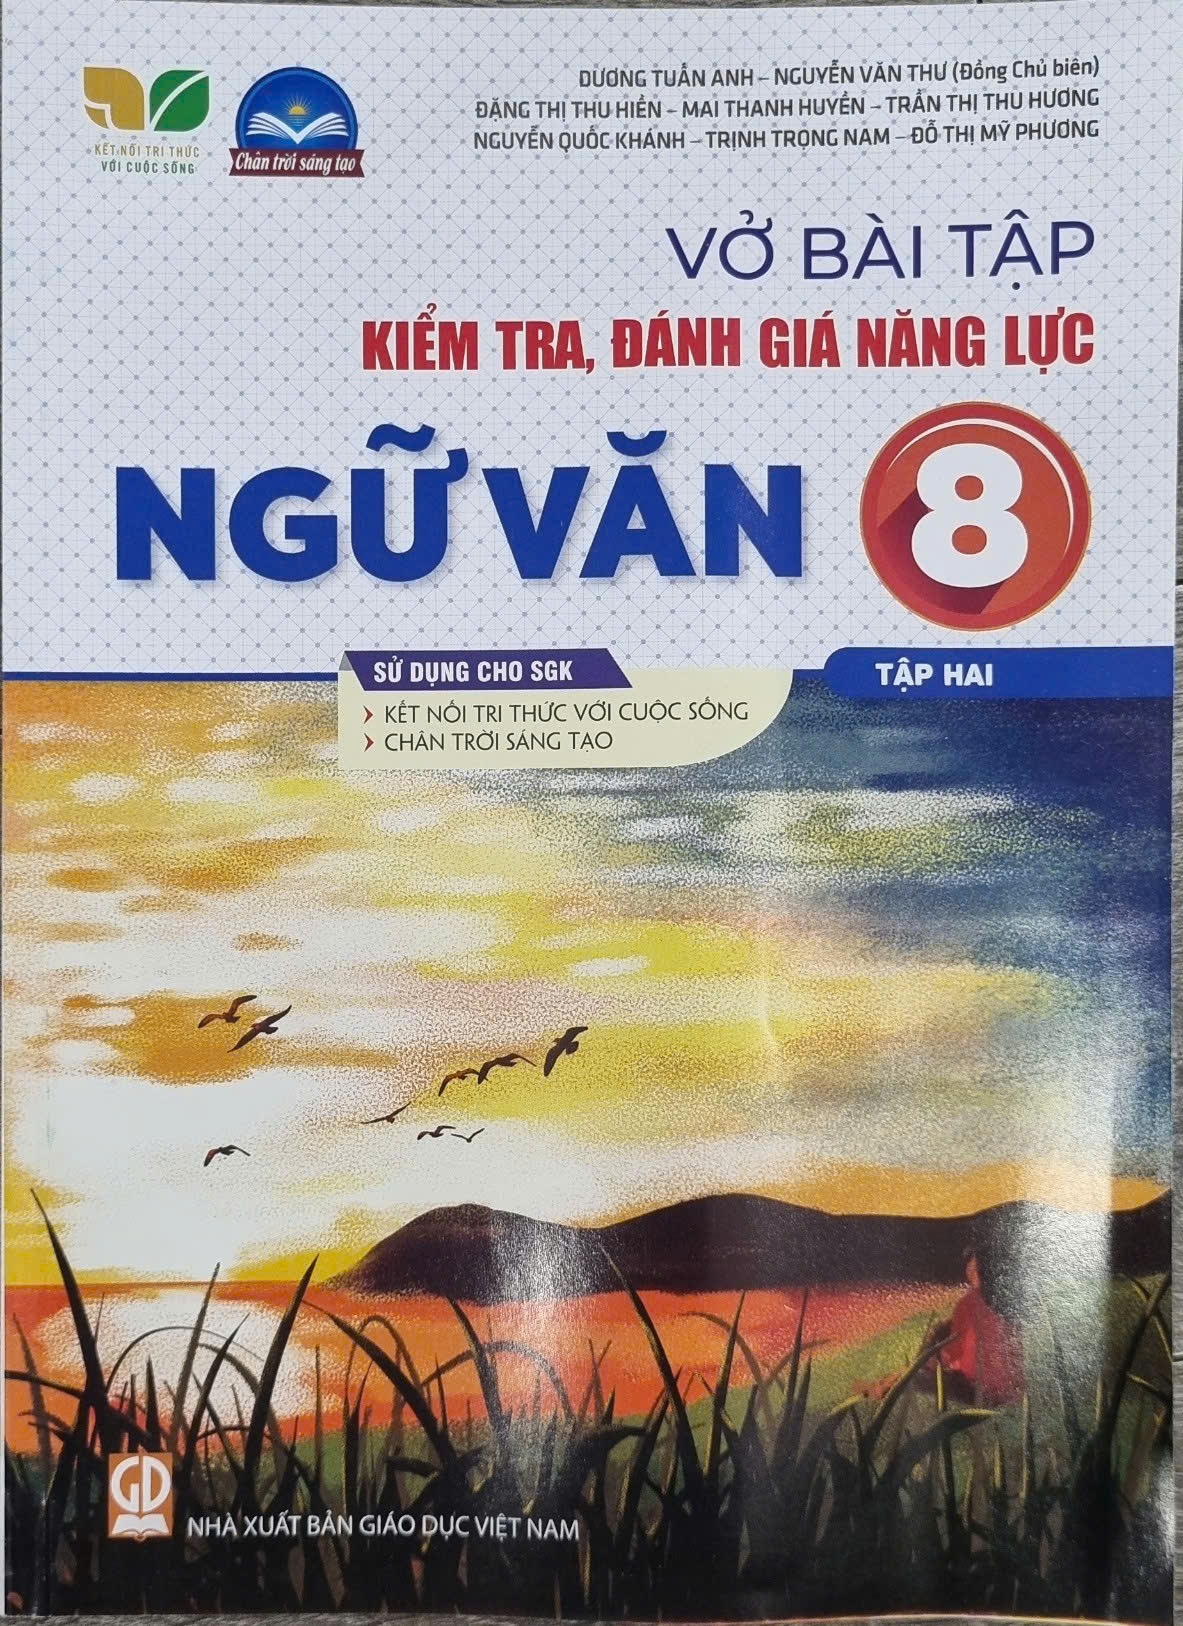 KẾT NỐI TRI THỨC
VỚI CUỘC SỐNG
Chân trời sáng tạo
DƯƠNG TUẤN ANH – NGUYỄN VĂN THƯ (Đồng Chủ biên)
ĐẶNG THỊ THU HIỀN – MAI THANH HUYỀN – TRẦN THỊ THU HƯƠNG
NGUYỄN QUỐC KHÁNH – TRỊNH TRỌNG NAM – ĐỖ THỊ MỸ PHƯƠNG
VỞ BÀI TẬP
KIỂM TRA, ĐÁNH GIÁ NĂNG LỰC
NGỮ VĂN 8
SỬ DỤNG CHO SGK
KẾT NỐI TRI THỨC VỚI CUỘC SỐNG
CHÂN TRỜI SÁNG TẠO
TẬP HAI
GD
NHÀ XUẤT BẢN GIÁO DỤC VIỆT NAM